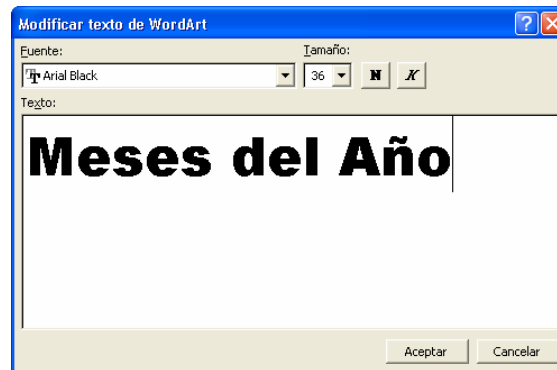 Modificar texto de WordArt
Fuente: Tamaño:
Arial Black 36 N K
Texto:
Meses del Año
Aceptar Cancelar